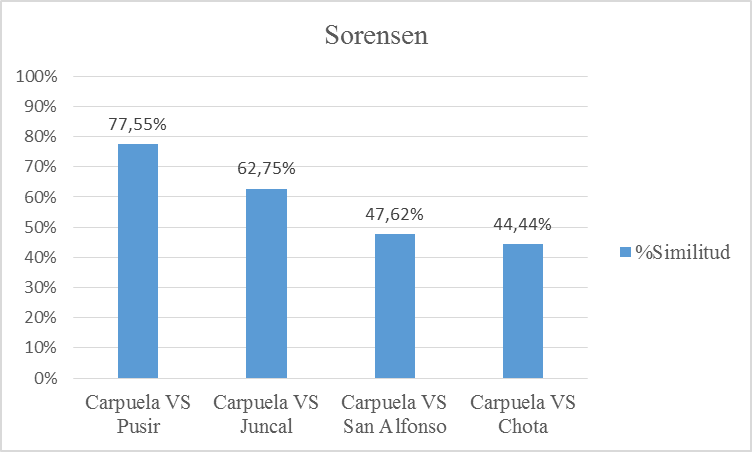 Sorensen
100%
90%
80%
70%
60%
50%
40%
30%
20%
10%
0%
77,55%
62,75%
47,62%
44,44%
Carpuela VS
Pusir
Carpuela VS
Juncal
Carpuela VS
San Alfonso
Carpuela VS
Chota
%Similitud